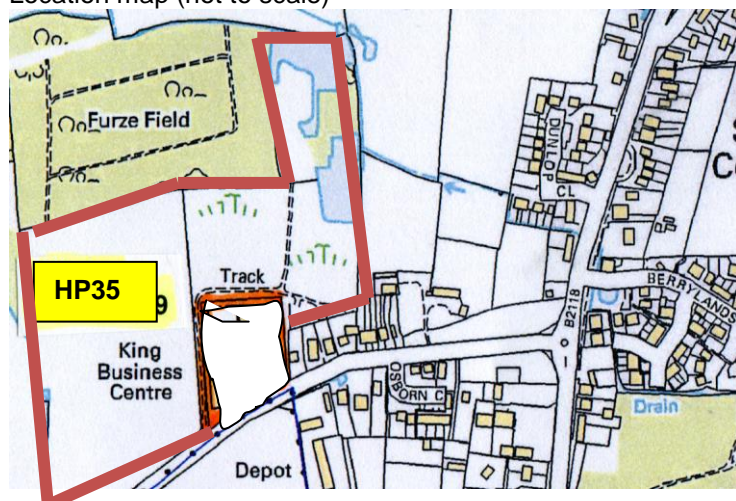 Location map (not to scale)
Furze Field
DUNLOP
CL
HP35
9
Track
King
Business
Centre
B2118
BERRYLANDS
OSBORN C
Drain
Depot